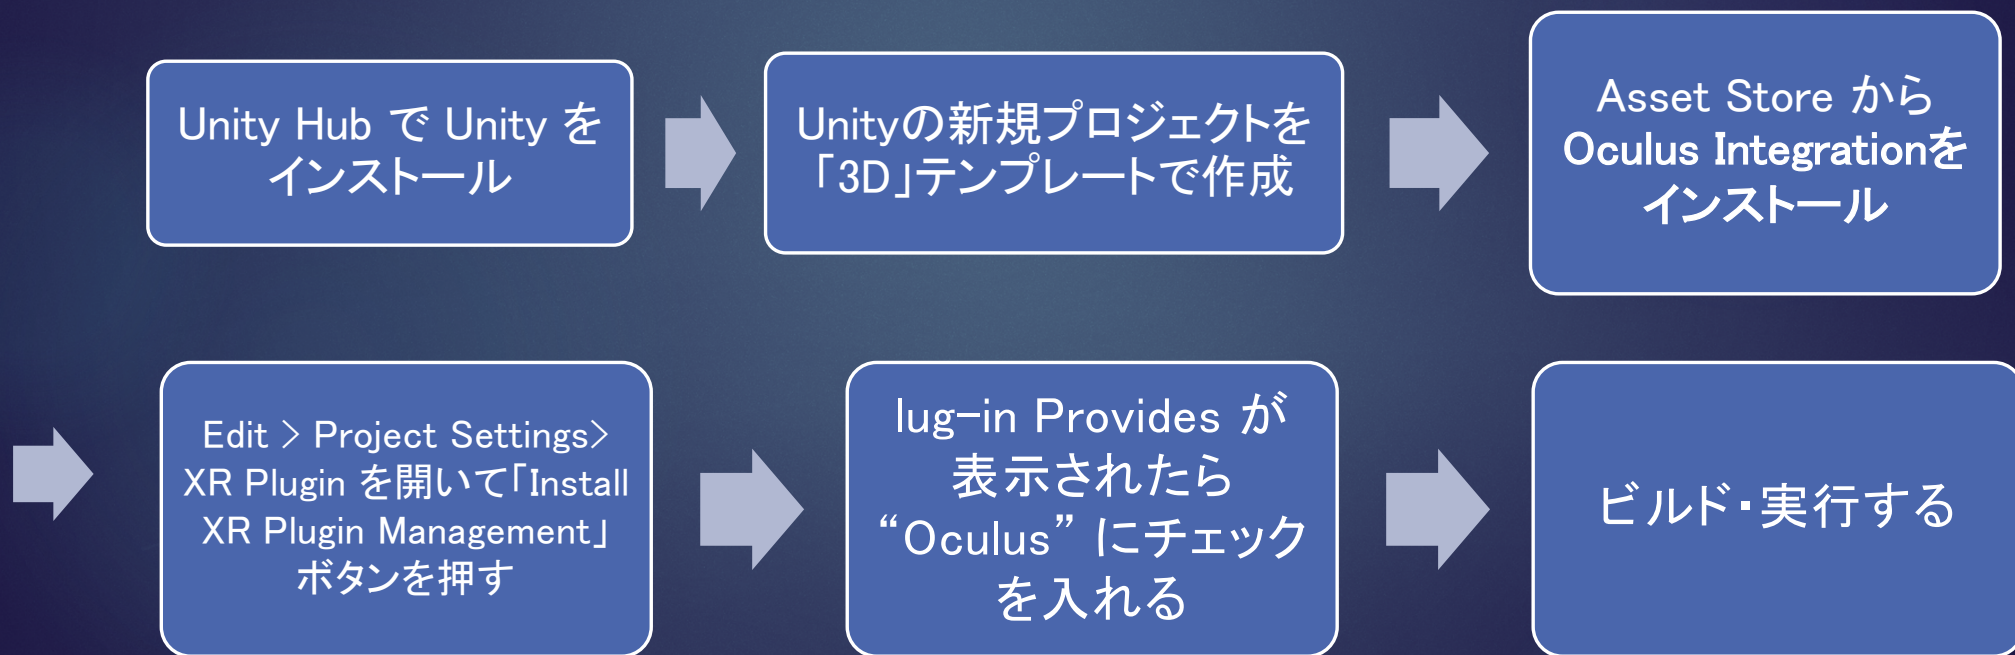 Unity Hub で Unity を
インストール
Unityの新規プロジェクトを
「3D」テンプレートで作成
Asset Store から
Oculus Integrationを
インストール
Edit > Project Settings>
XR Plugin を開いて「Install
XR Plugin Management」
ボタンを押す
lug-in Provides が
表示されたら
“Oculus” にチェック
を入れる
ビルド・実行する